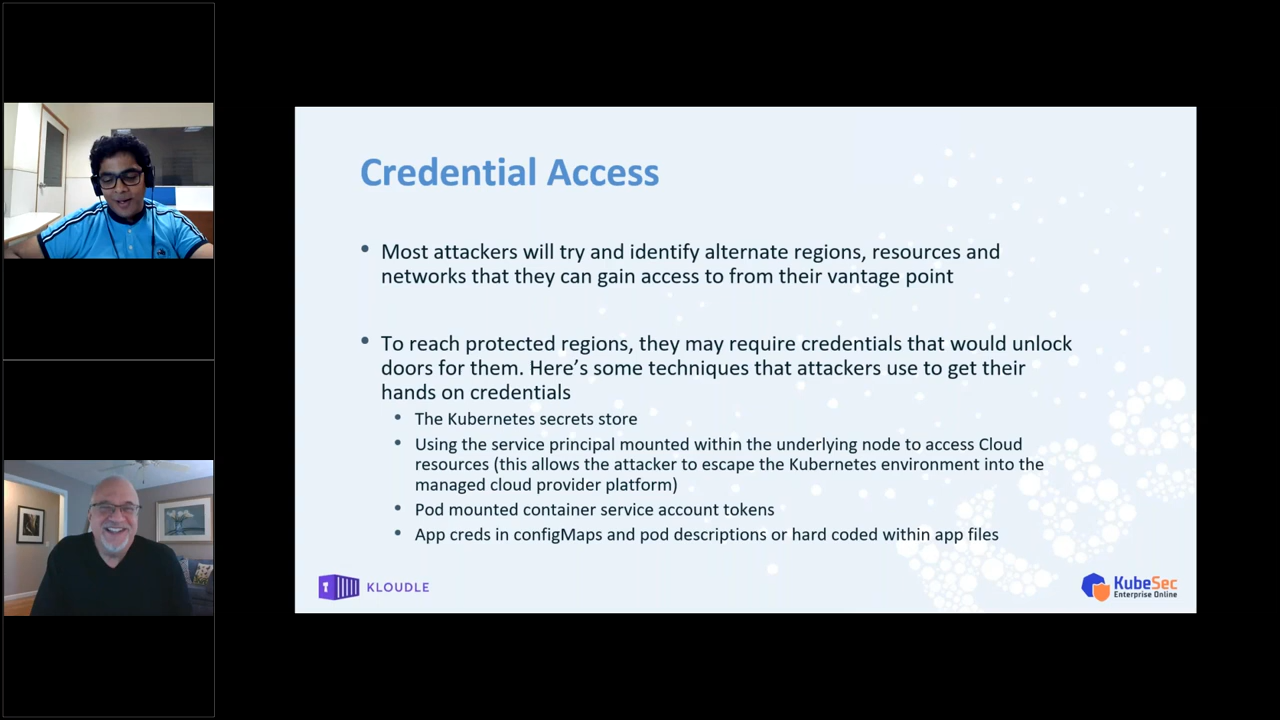 Credential Access
• Most attackers will try and identify alternate regions, resources and
networks that they can gain access to from their vantage point
• To reach protected regions, they may require credentials that would unlock
doors for them. Here’s some techniques that attackers use to get their
hands on credentials
• The Kubernetes secrets store
• Using the service principal mounted within the underlying node to access Cloud
resources (this allows the attacker to escape the Kubernetes environment into the
managed cloud provider platform)
• Pod mounted container service account tokens
• App creds in configMaps and pod descriptions or hard coded within app files
KLOUDLE
KubeSec
Enterprise Online